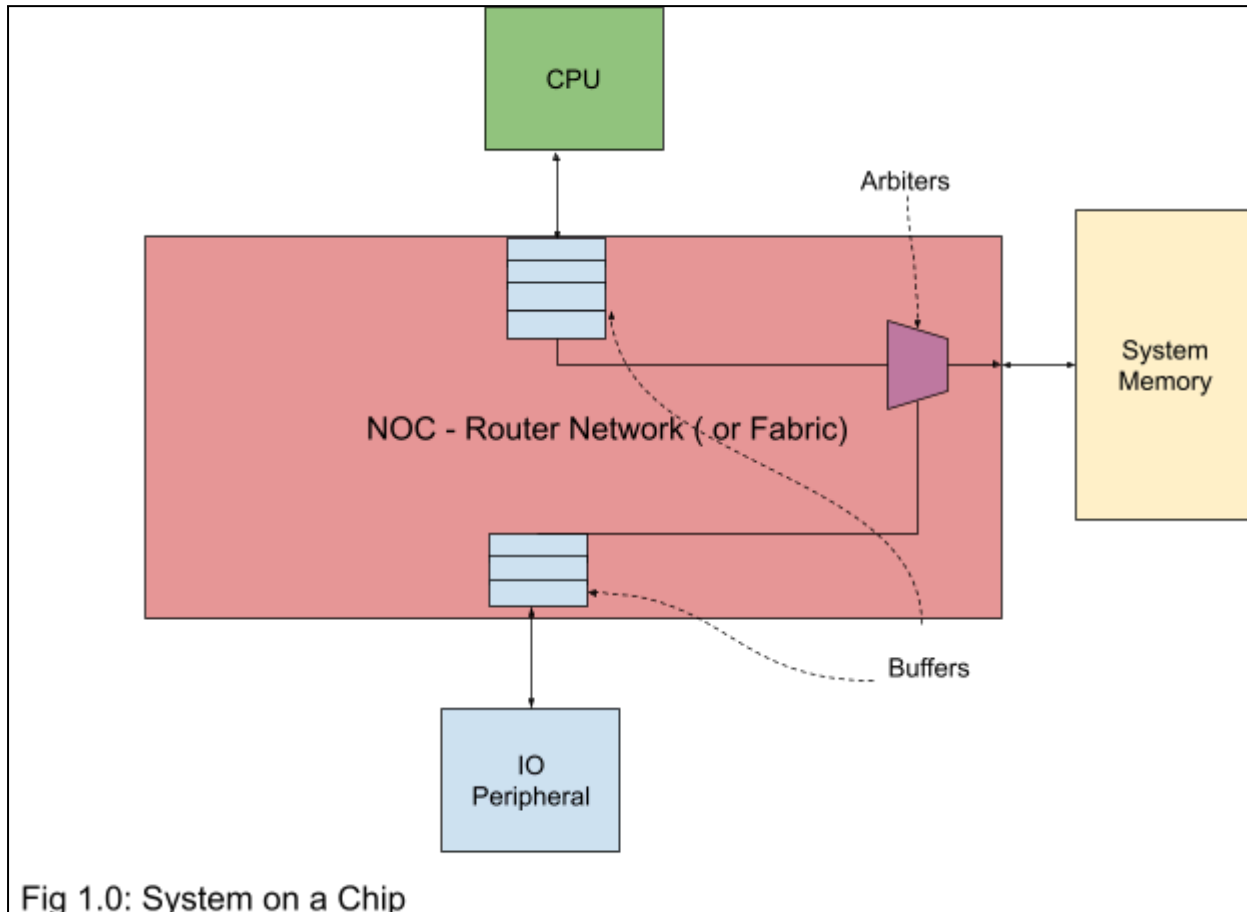 CPU
Arbiters
System
Memory
NOC - Router Network ( or Fabric)
Buffers
IO
Peripheral
Fig 1.0: System on a Chip